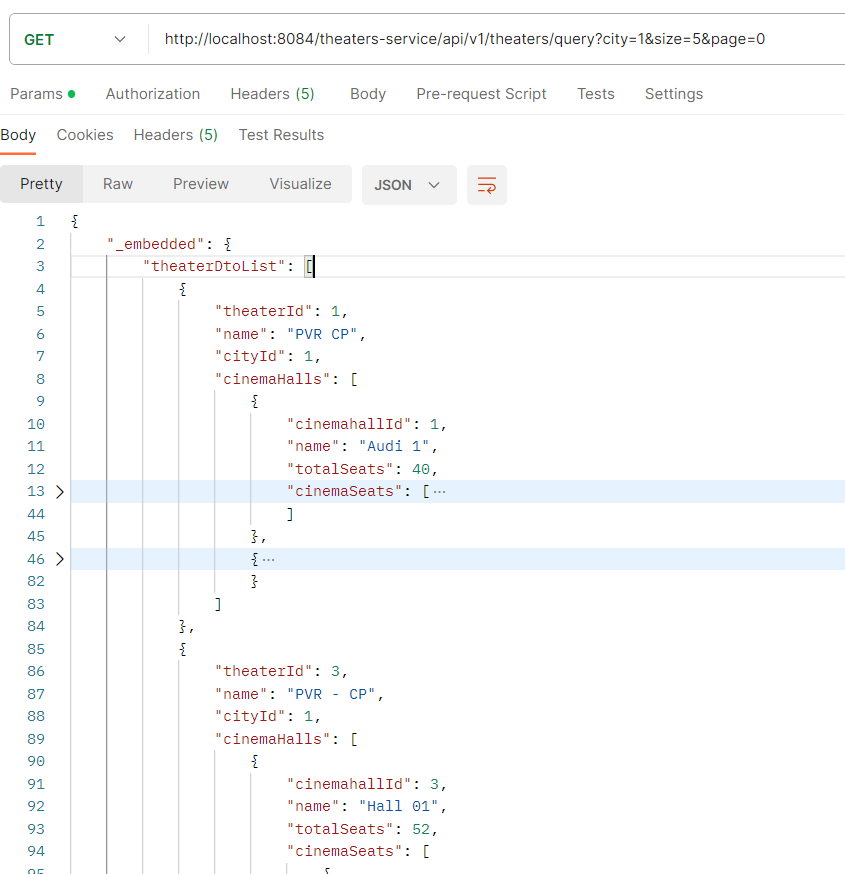 GET http://localhost:8084/theaters-service/api/v1/theaters/query?city=1&size=5&page=0
Params Authorization Headers (5) Body Pre-request Script Tests Settings
Body Cookies Headers (5) Test Results
Pretty Raw Preview Visualize JSON
1 {
2 "_embedded": {
3 "theaterDtoList": [
4 {
5 "theaterId": 1,
6 "name": "PVR CP",
7 "cityId": 1,
8 "cinemaHalls": [
9 {
10 "cinemahallId": 1,
11 "name": "Audi 1",
12 "totalSeats": 40,
13 "cinemaSeats": [···
44 ]
45 },
46 {···
82 }
83 ]
84 },
85 {
86 "theaterId": 3,
87 "name": "PVR - CP",
88 "cityId": 1,
89 "cinemaHalls": [
90 {
91 "cinemahallId": 3,
92 "name": "Hall 01",
93 "totalSeats": 52,
94 "cinemaSeats": [
95 {